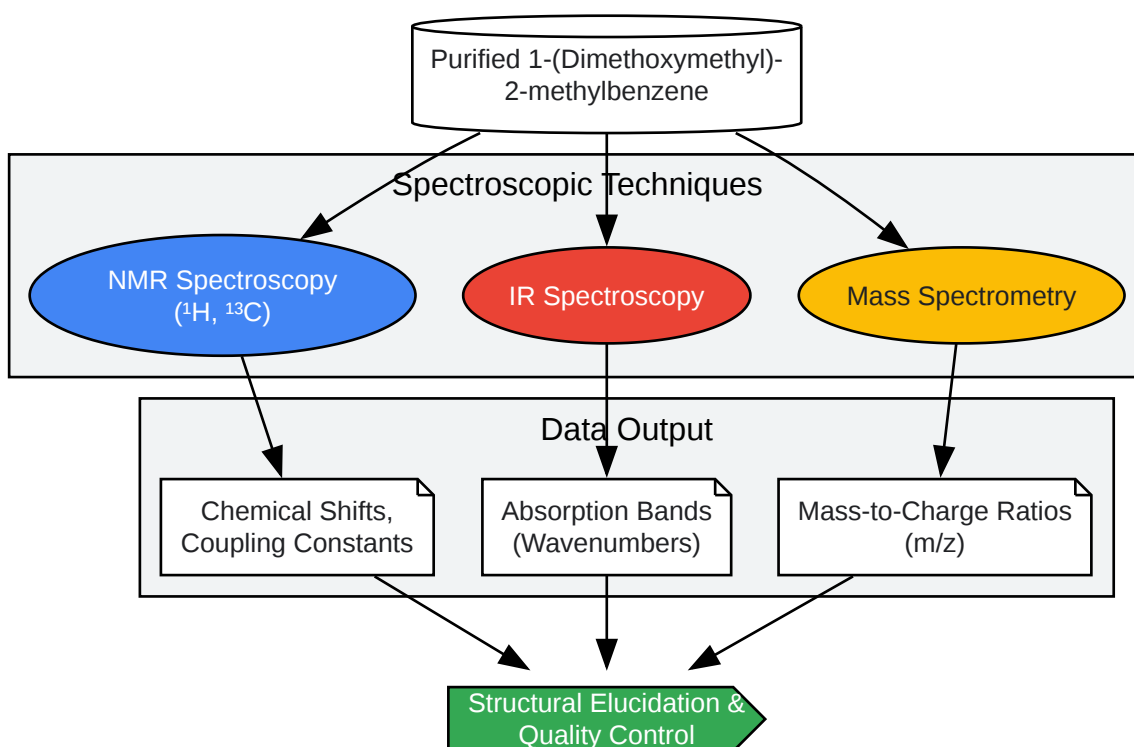 Purified 1-(Dimethoxymethyl)-
2-methylbenzene
Spectroscopic Techniques
NMR Spectroscopy
(¹H, ¹³C)
IR Spectroscopy
Mass Spectrometry
Data Output
Chemical Shifts,
Coupling Constants
Absorption Bands
(Wavenumbers)
Mass-to-Charge Ratios
(m/z)
Structural Elucidation &
Quality Control